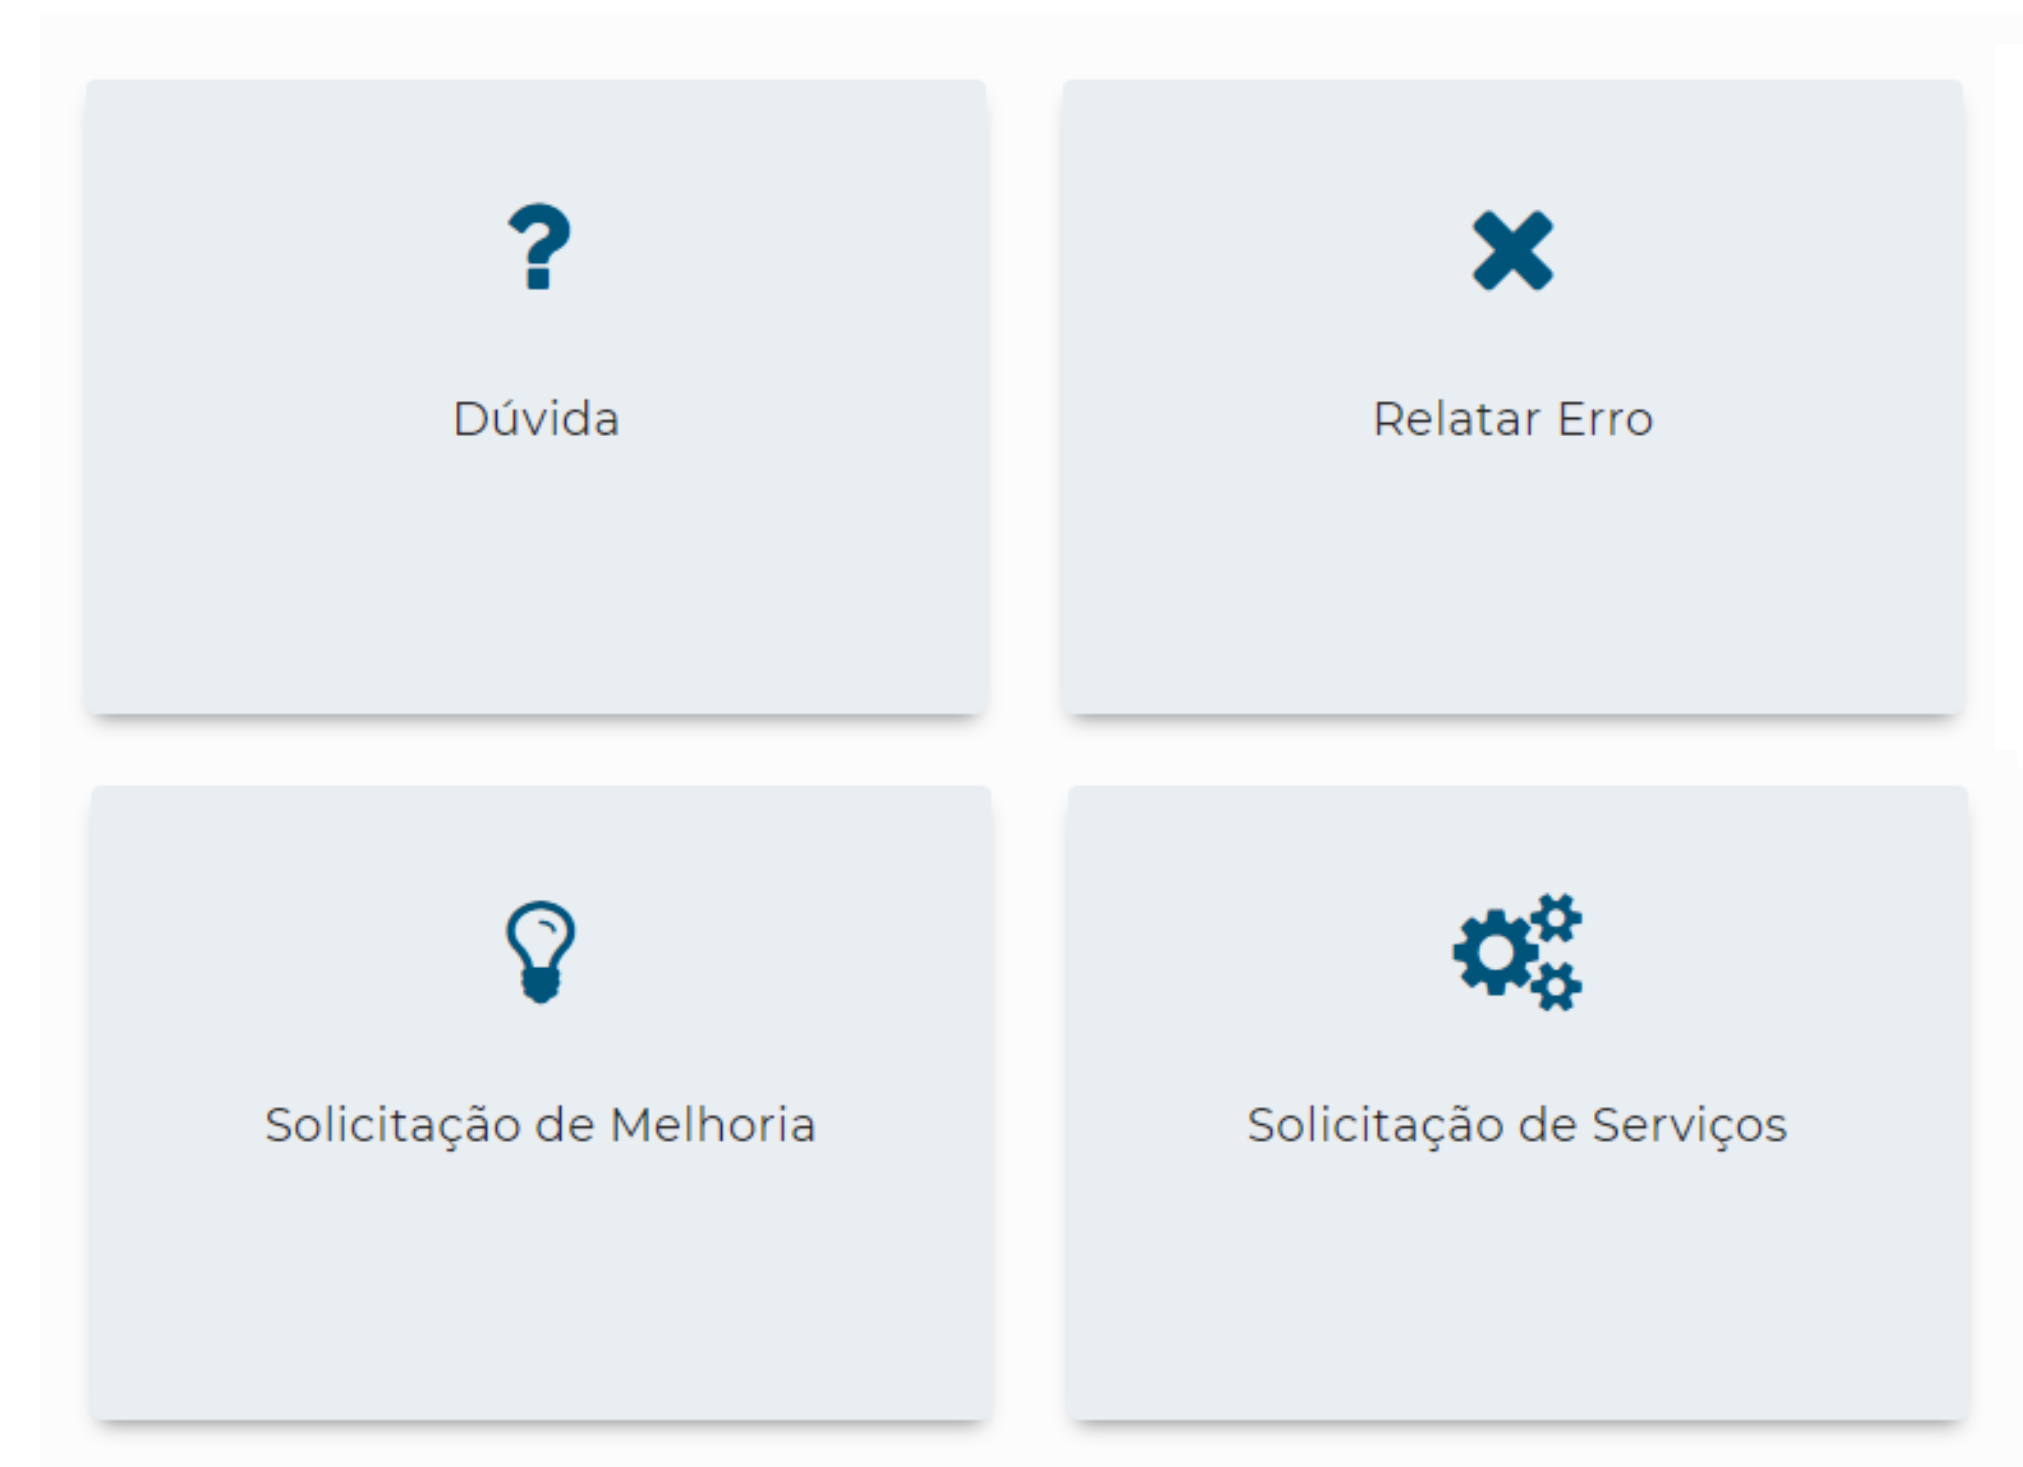 Dúvida
Relatar Erro
Solicitação de Melhoria
Solicitação de Serviços